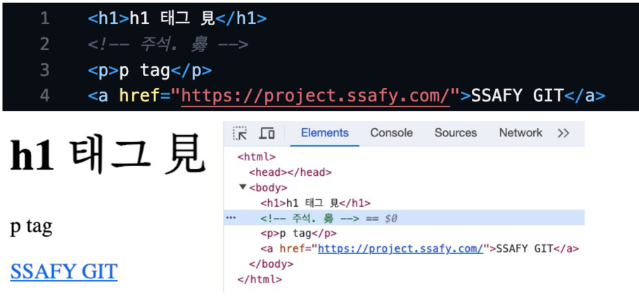 1 <h1>h1 태그 見</h1>
2 <!-- 주석. -->
3 <p>p tag</p>
4 <a href="https://project.ssafy.com/">SSAFY GIT</a>
h1 태그 見
p tag
SSAFY GIT
Elements Console Sources Network >>
<html>
<head></head>
▼<body>
<h1>h1 태그 見</h1>
··· <!-- 주석. --> == $0
<p>p tag</p>
<a href="https://project.ssafy.com/">SSAFY GIT</a>
</body>
</html>